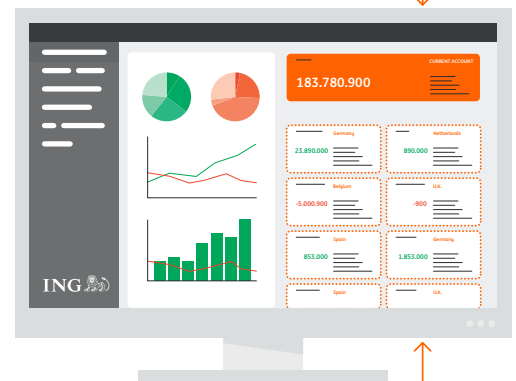 CURRENT ACCOUNT
183.780.900
Germany
23.890.000
Netherlands
890.000
Belgium
-5.000.900
U.K.
-900
Spain
853.000
Germany
1.853.000
Spain
U.K.
ING